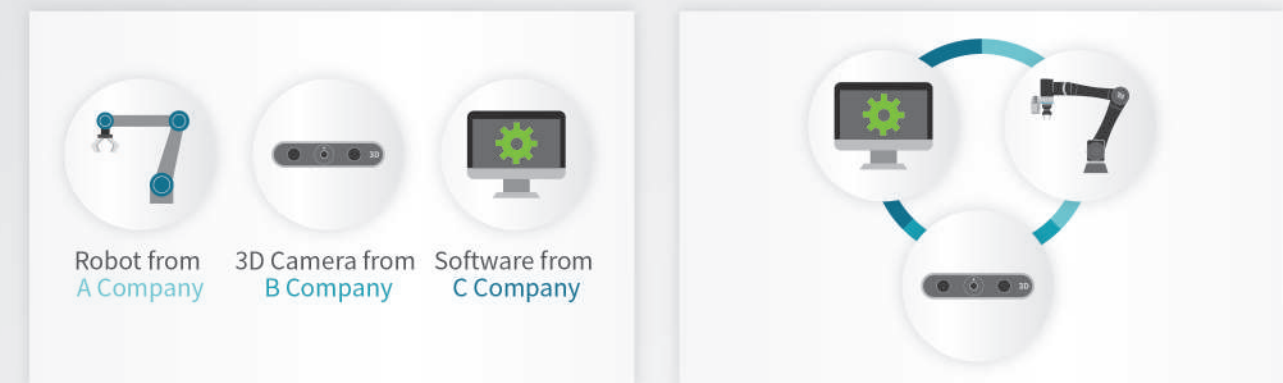 3D
Robot from
A Company
3D Camera from
B Company
Software from
C Company
3D